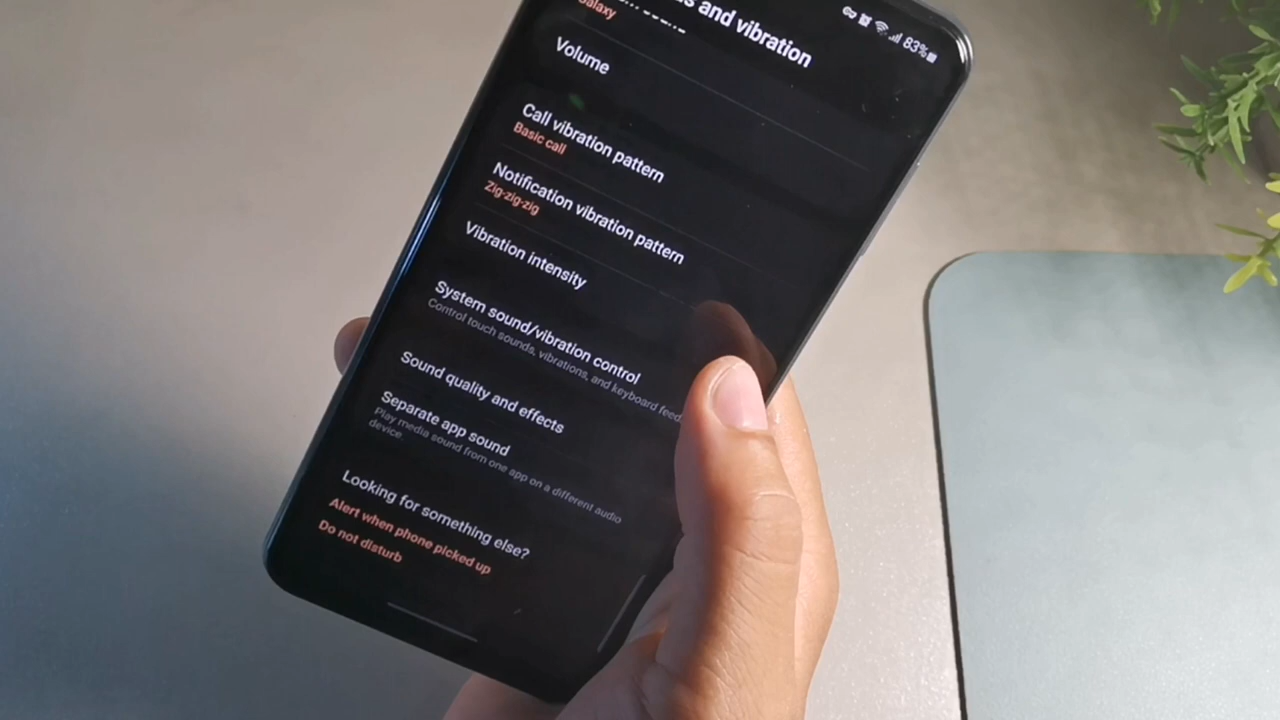 and vibration
83%
Galaxy
Volume
Call vibration pattern
Basic call
Notification vibration pattern
Zig-zig-zig
Vibration intensity
System sound/vibration control
Control touch sounds, vibrations, and keyboard feed
Sound quality and effects
Separate app sound
Play media sound from one app on a different audio
device.
Looking for something else?
Alert when phone picked up
Do not disturb